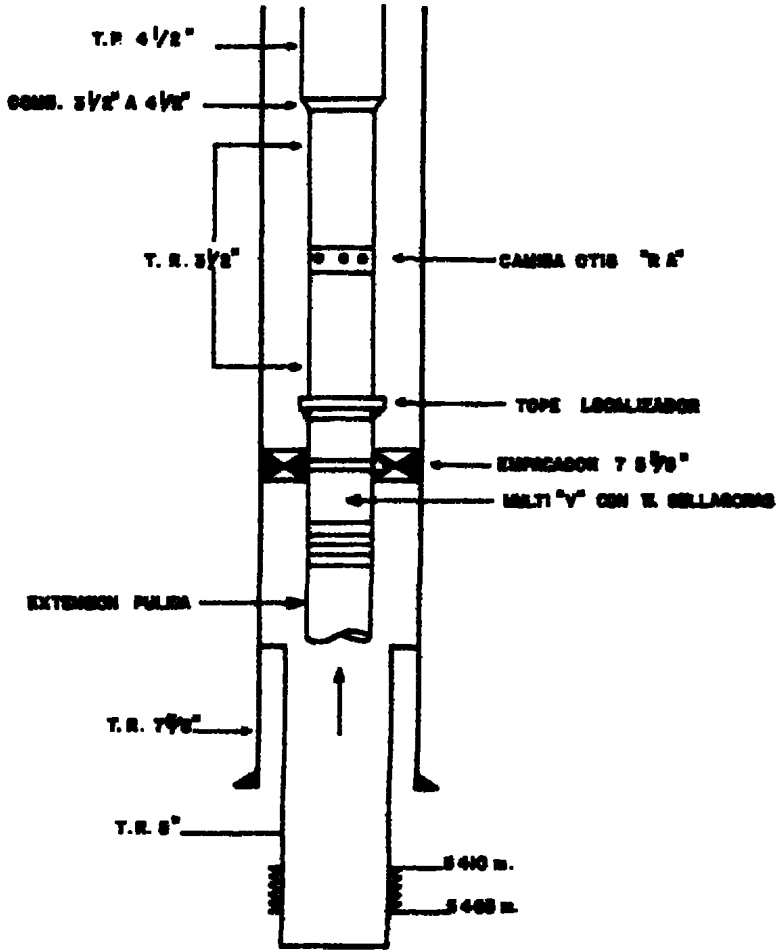 T.P. 4 1/2"
COMB. 3 1/2" A 4 1/2"
T. R. 3 1/2"
CAMISA OTIS "R A"
TOPE LOCALIZADOR
EMPACADOR 7 5/8"
MULTI "V" CON SELLADORAS
EXTENSION PULIDA
T.R. 7 5/8"
T.R. 5"
5 410 m.
m.